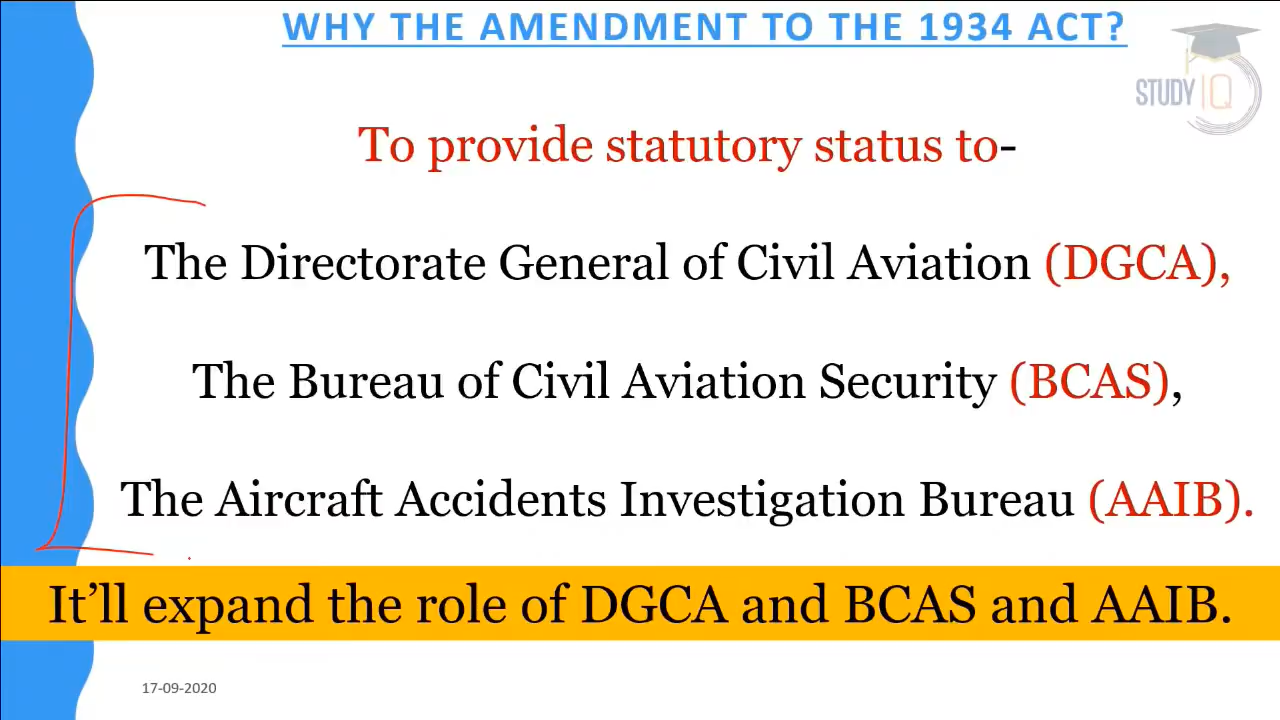 WHY THE AMENDMENT TO THE 1934 ACT?
STUDY IQ
To provide statutory status to-
The Directorate General of Civil Aviation (DGCA),
The Bureau of Civil Aviation Security (BCAS),
The Aircraft Accidents Investigation Bureau (AAIB).
It’ll expand the role of DGCA and BCAS and AAIB.
17-09-2020